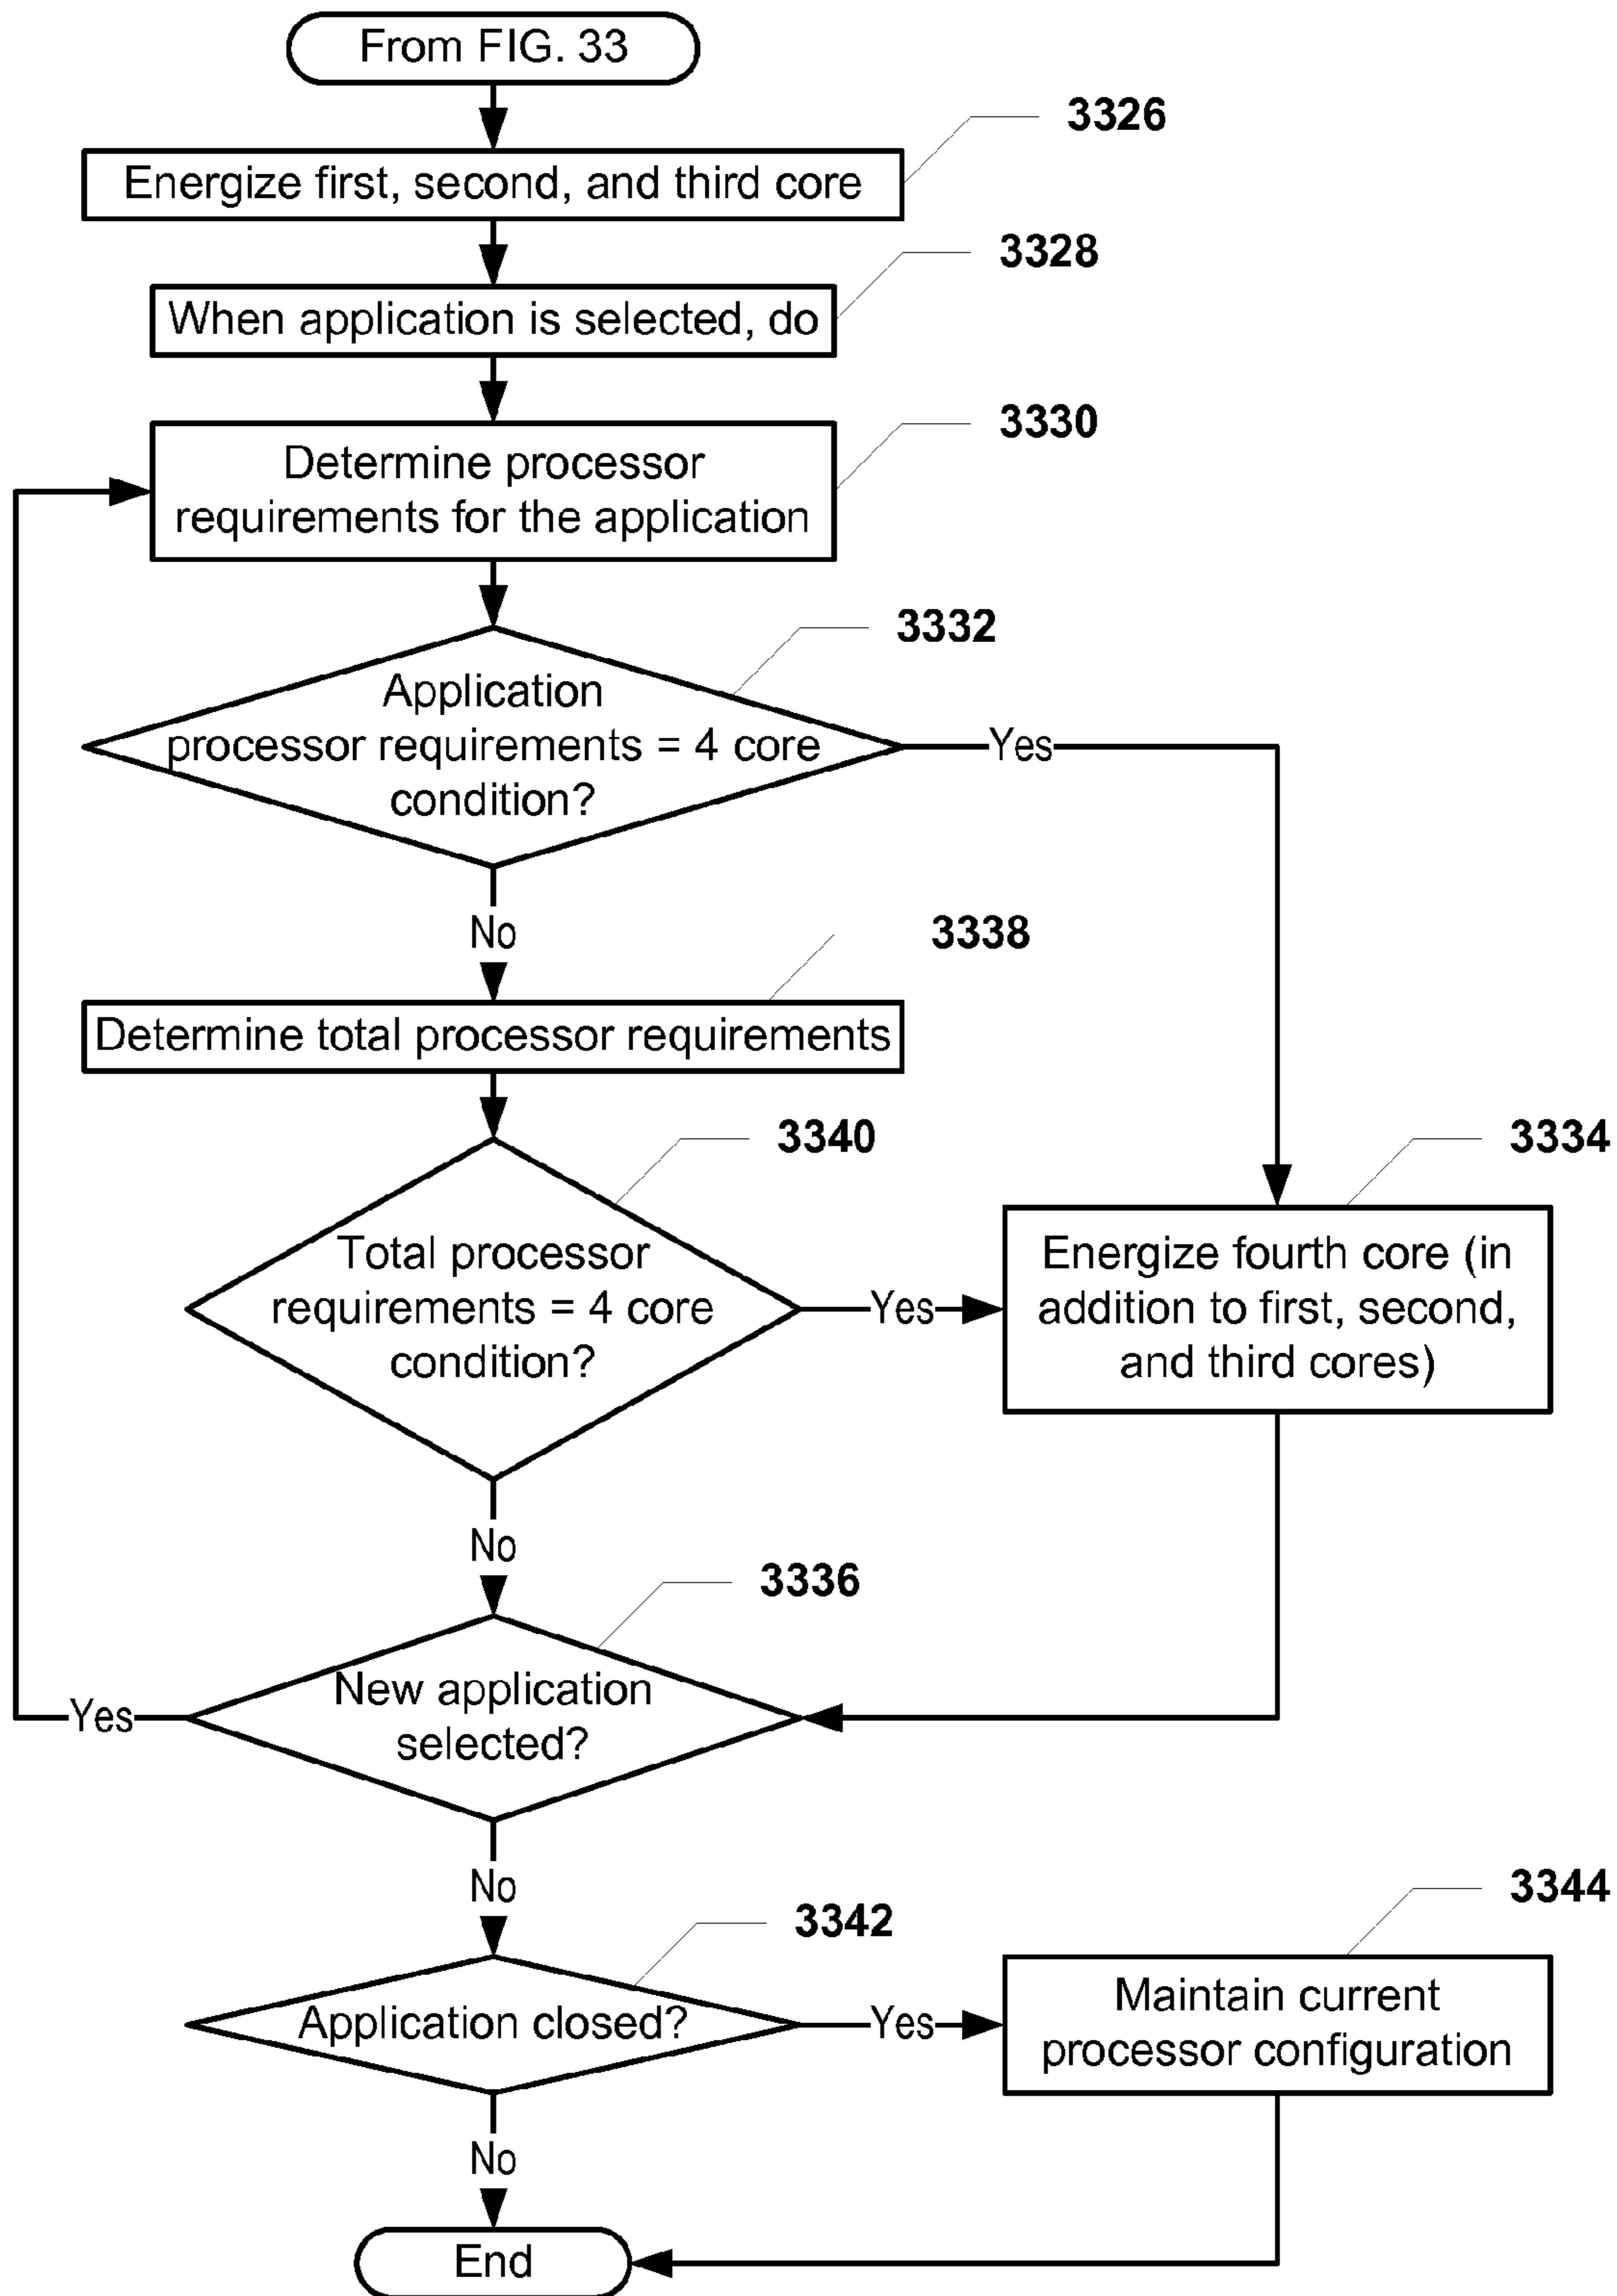 From FIG. 33
3326
Energize first, second, and third core
3328
When application is selected, do
3330
Determine processor
requirements for the application
3332
Application
processor requirements = 4 core
condition?
Yes
No
3338
Determine total processor requirements
3340
3334
Total processor
requirements = 4 core
condition?
Yes
Energize fourth core (in
addition to first, second,
and third cores)
No
3336
New application
selected?
Yes
No
3342
3344
Application closed?
Yes
Maintain current
processor configuration
No
End